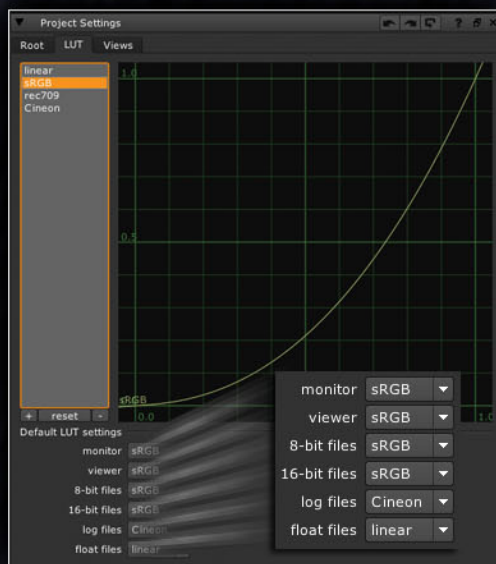 Project Settings ?
Root LUT Views
linear
sRGB
rec709
Cineon
1.0
0.5
sRGB
0.0 1.0
+ reset -
Default LUT settings
monitor sRGB
viewer sRGB
8-bit files sRGB
16-bit files sRGB
log files Cineon
float files linear
monitor sRGB
viewer sRGB
8-bit files sRGB
16-bit files sRGB
log files Cineon
float files linear